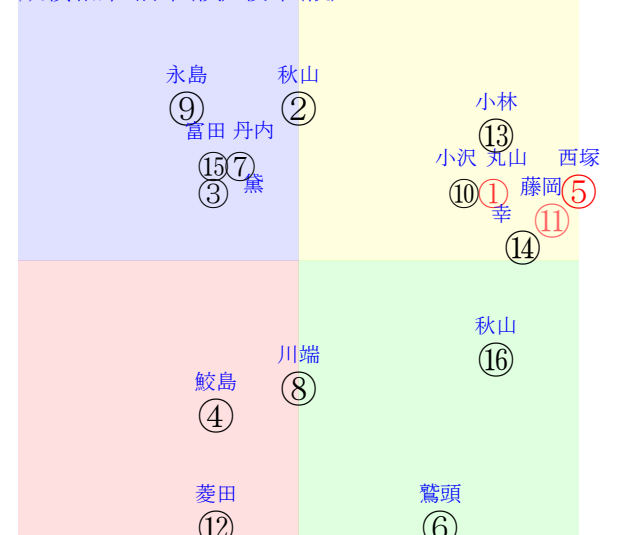 永島
秋山
⑨
②
小林
富田 丹内
⑬
小沢 丸山
西塚
⑮⑦
黛
③
⑩①
藤岡
⑤
幸
⑪
⑭
秋山
川端
⑯
鮫島
⑧
④
菱田
鷲頭
⑫
⑥